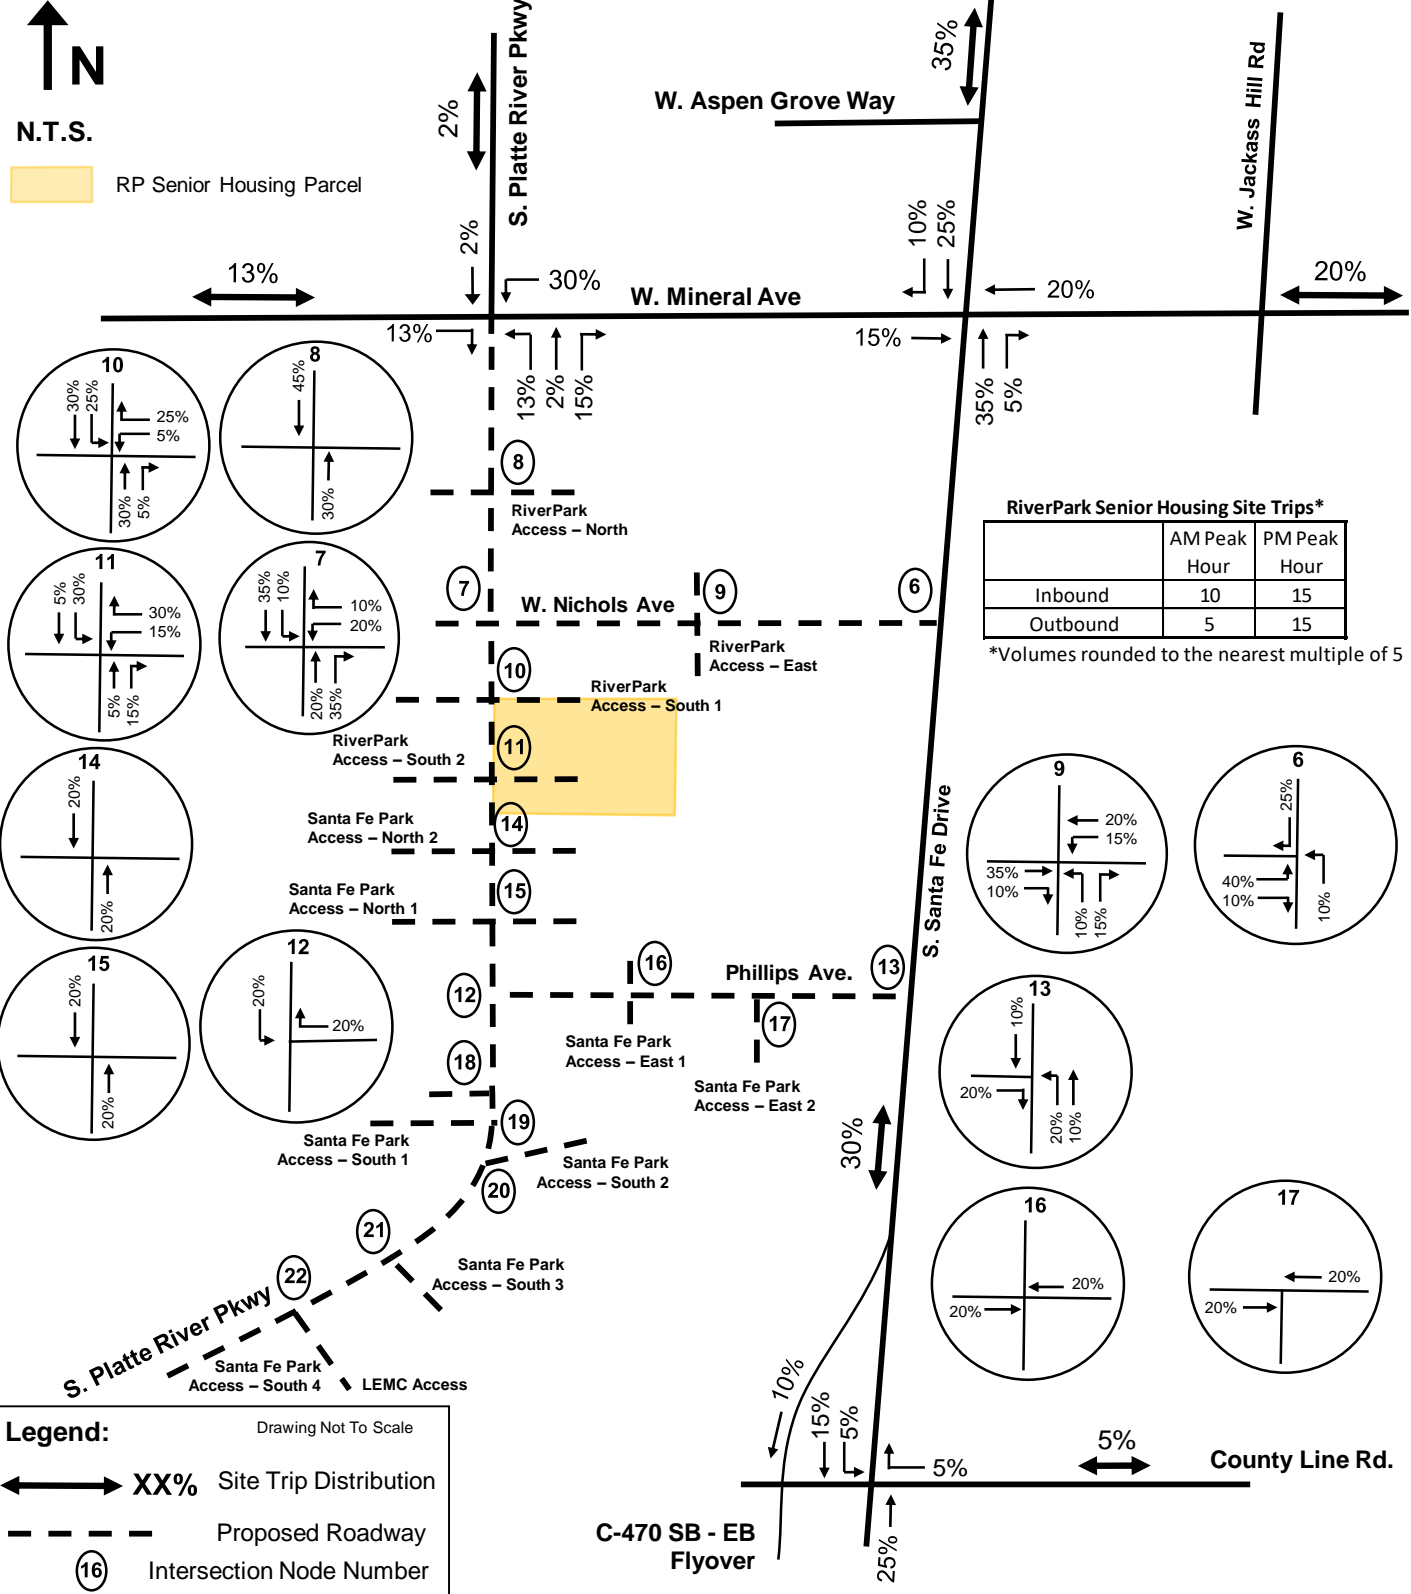 N
N.T.S.
RP Senior Housing Parcel
2%
S. Platte River Pkwy
W. Aspen Grove Way
35%
W. Jackass Hill Rd
2%
10%
25%
13%
30%
W. Mineral Ave
20%
20%
13%
15%
13%
2%
15%
35%
5%
10
30%
25%
25%
5%
30%
5%
8
45%
30%
8
RiverPark
Access – North
RiverPark Senior Housing Site Trips*
AM Peak Hour
PM Peak Hour
Inbound 10 15
Outbound 5 15
*Volumes rounded to the nearest multiple of 5
11
5%
30%
30%
15%
5%
15%
7
35%
10%
10%
20%
20%
35%
7
W. Nichols Ave
9
6
RiverPark
Access – East
10
RiverPark
Access – South 1
11
RiverPark
Access – South 2
14
20%
20%
Santa Fe Park
Access – North 2
14
Santa Fe Park
Access – North 1
15
S. Santa Fe Drive
9
20%
15%
35%
10%
10%
15%
6
25%
40%
10%
10%
15
20%
20%
12
20%
20%
12
16
Phillips Ave.
13
17
Santa Fe Park
Access – East 1
Santa Fe Park
Access – East 2
13
10%
20%
20%
10%
18
19
Santa Fe Park
Access – South 1
Santa Fe Park
Access – South 2
20
30%
21
Santa Fe Park
Access – South 3
22
S. Platte River Pkwy
Santa Fe Park
Access – South 4
LEMC Access
16
20%
20%
17
20%
20%
10%
15%
5%
5%
5%
County Line Rd.
25%
C-470 SB - EB
Flyover
Legend:
Drawing Not To Scale
XX% Site Trip Distribution
Proposed Roadway
16 Intersection Node Number